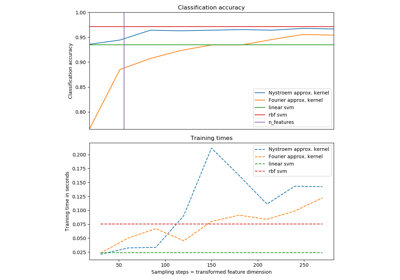 Classification accuracy
1.00
0.95
0.90
0.85
0.80
Classification accuracy
Nystroem approx. kernel
Fourier approx. kernel
linear svm
rbf svm
n_features
Training times
0.200
0.175
0.150
0.125
0.100
0.075
0.050
0.025
Training time in seconds
Nystroem approx. kernel
Fourier approx. kernel
linear svm
rbf svm
50
100
150
200
250
Sampling steps = transformed feature dimension